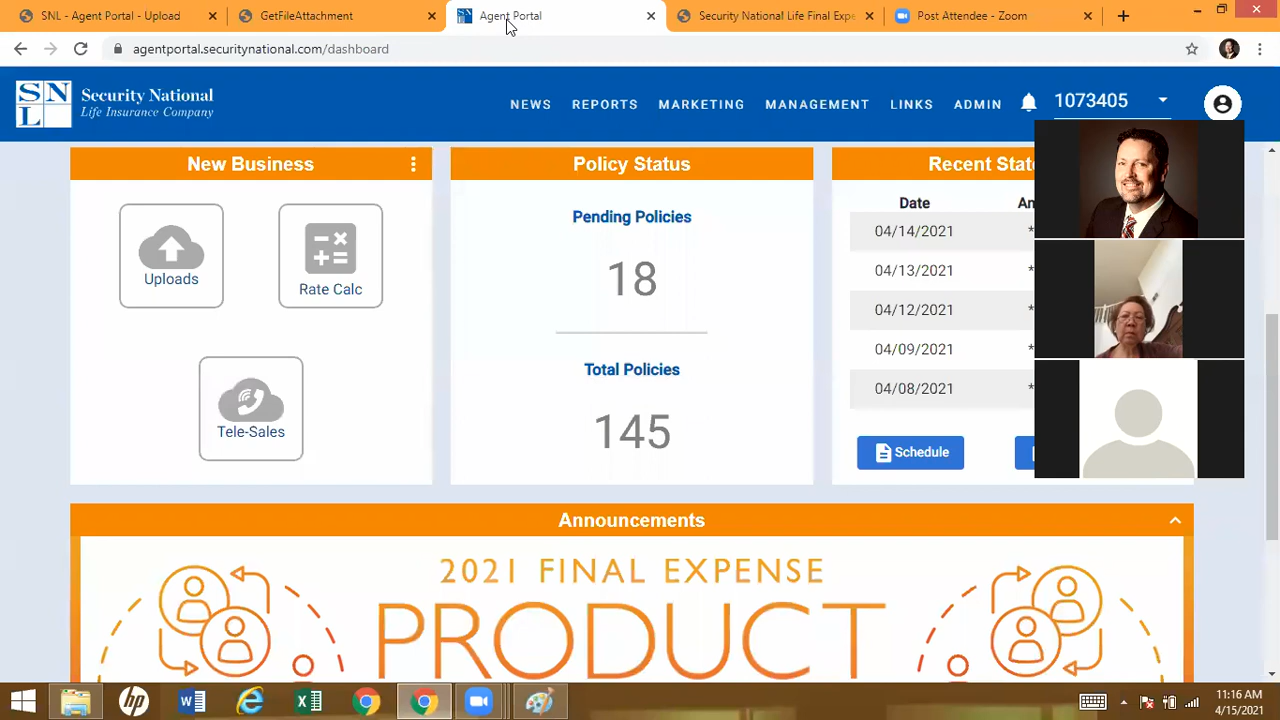 SNL - Agent Portal - Upload
GetFileAttachment
Agent Portal
Security National Life Final Expe
Post Attendee - Zoom
agentportal.securitynational.com/dashboard
SNL
Security National
Life Insurance Company
NEWS REPORTS MARKETING MANAGEMENT LINKS ADMIN 1073405
New Business
Uploads
Rate Calc
Tele-Sales
Policy Status
Pending Policies
18
Total Policies
145
Recent State
Date An
04/14/2021 *
04/13/2021 *
04/12/2021 *
04/09/2021 *
04/08/2021 *
Schedule
Announcements
2021 FINAL EXPENSE
PRODUCT
11:16 AM
4/15/2021